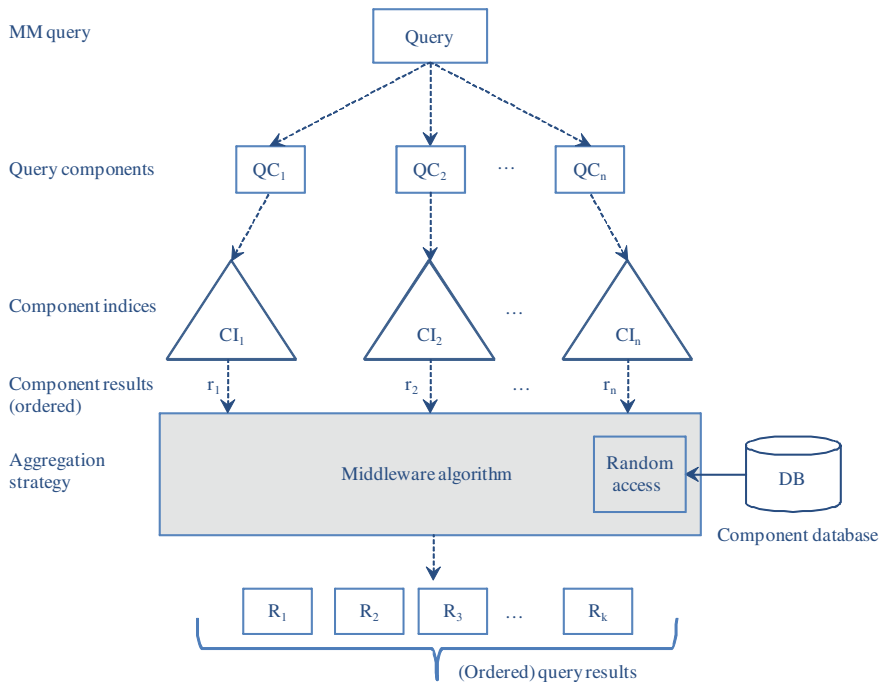 MM query
Query
Query components
QC₁
QC₂
...
QCₙ
Component indices
CI₁
CI₂
...
CIₙ
Component results
(ordered)
r₁
r₂
...
rₙ
Aggregation
strategy
Middleware algorithm
Random
access
DB
Component database
R₁
R₂
R₃
...
Rₖ
(Ordered) query results